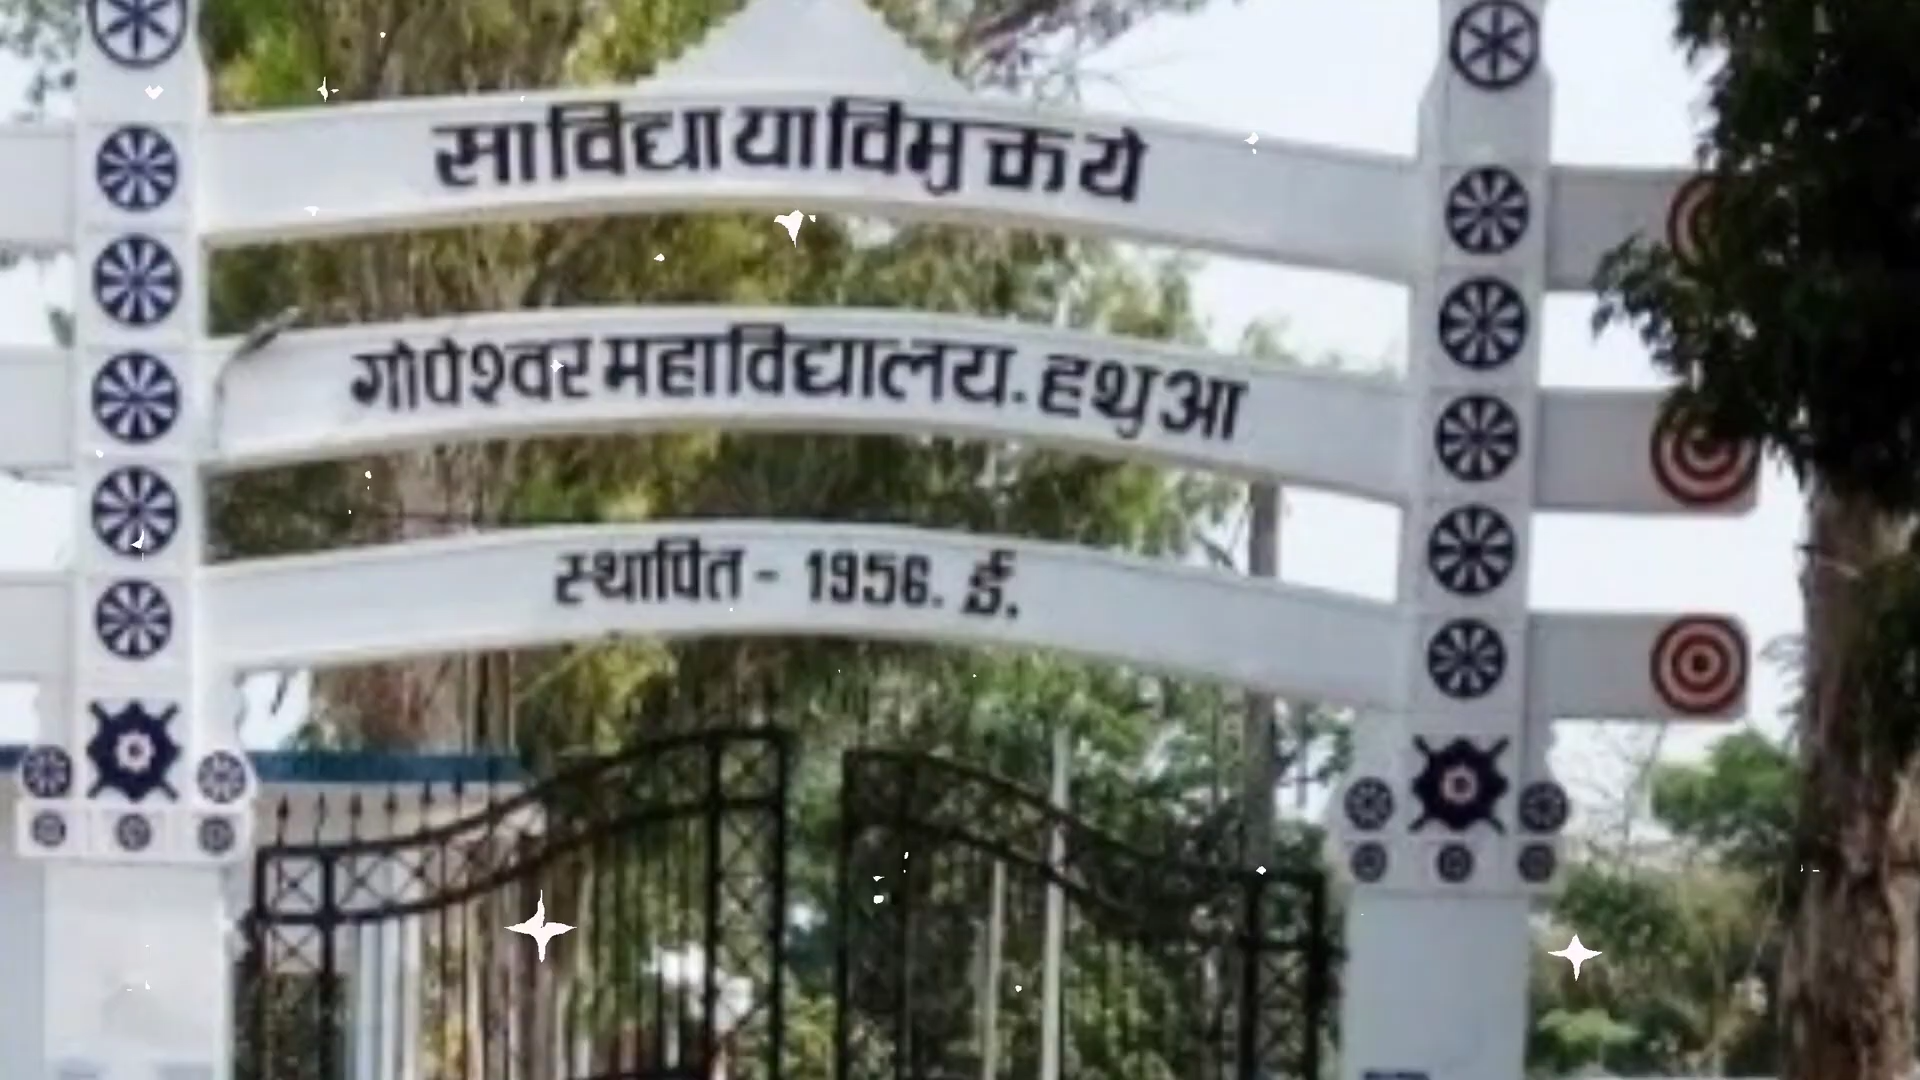 सा विद्या या विमुक्तये
गोपेश्वर महाविद्यालय. हथुआ
स्थापित - 1956. ई.